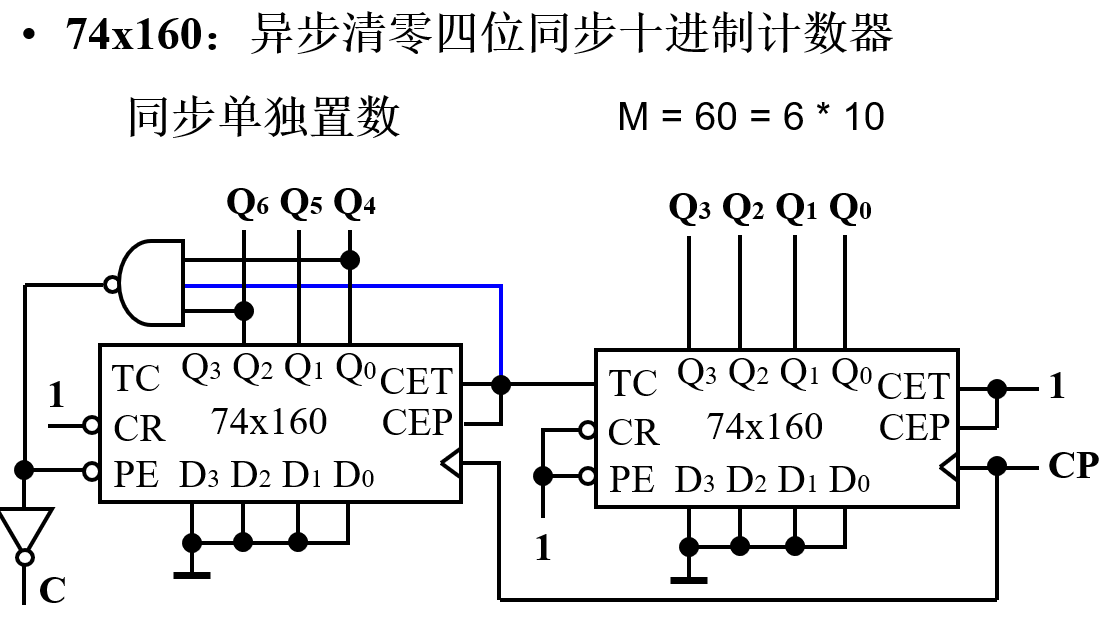 • 74x160：异步清零四位同步十进制计数器
同步单独置数 M = 60 = 6 * 10
Q6 Q5 Q4 Q3 Q2 Q1 Q0
TC Q3 Q2 Q1 Q0 CET TC Q3 Q2 Q1 Q0 CET 1
1 CR 74x160 CEP CR 74x160 CEP
PE D3 D2 D1 D0 PE D3 D2 D1 D0 CP
1
C